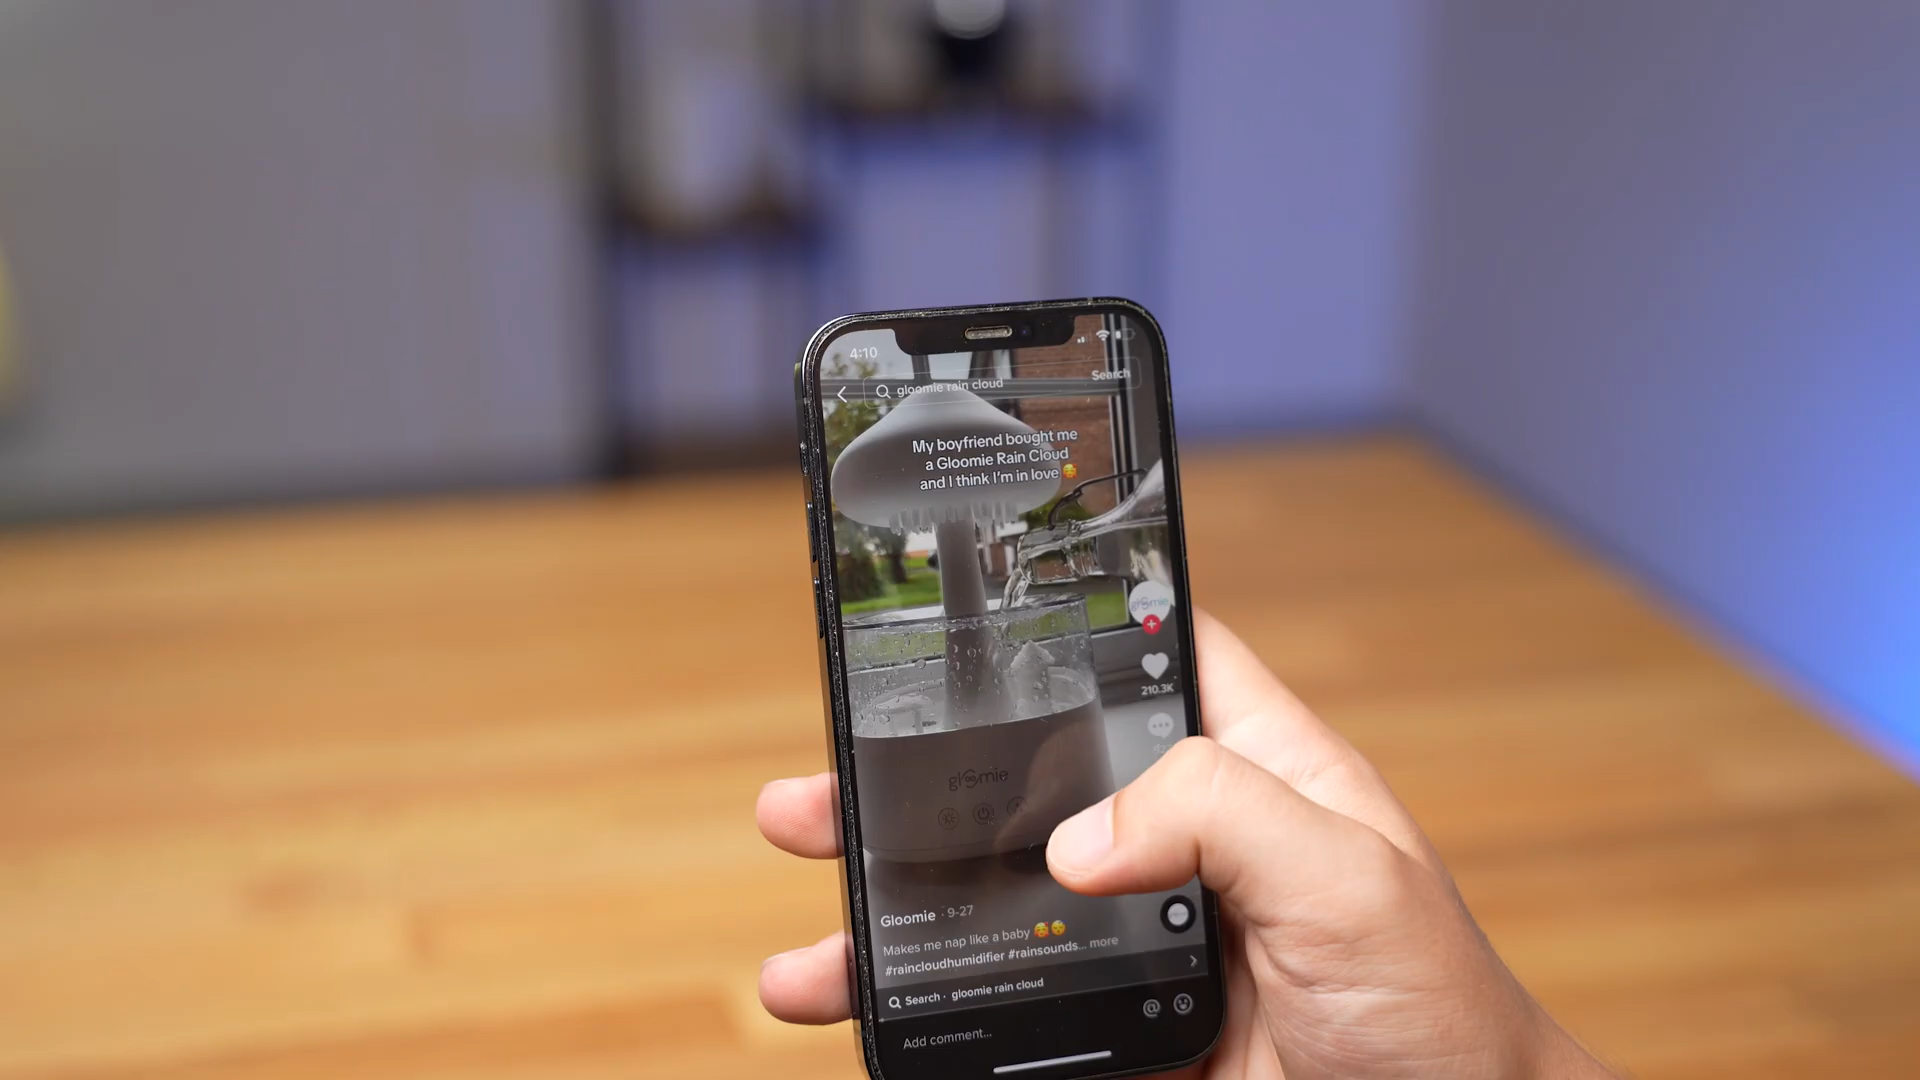 4:10
gloomie rain cloud
Search
My boyfriend bought me
a Gloomie Rain Cloud
and I think I'm in love 🥰
gloomie
210.3K
gloomie
Gloomie · 9-27
Makes me nap like a baby 🥰😴
#raincloudhumidifier #rainsounds... more
Search · gloomie rain cloud
Add comment...